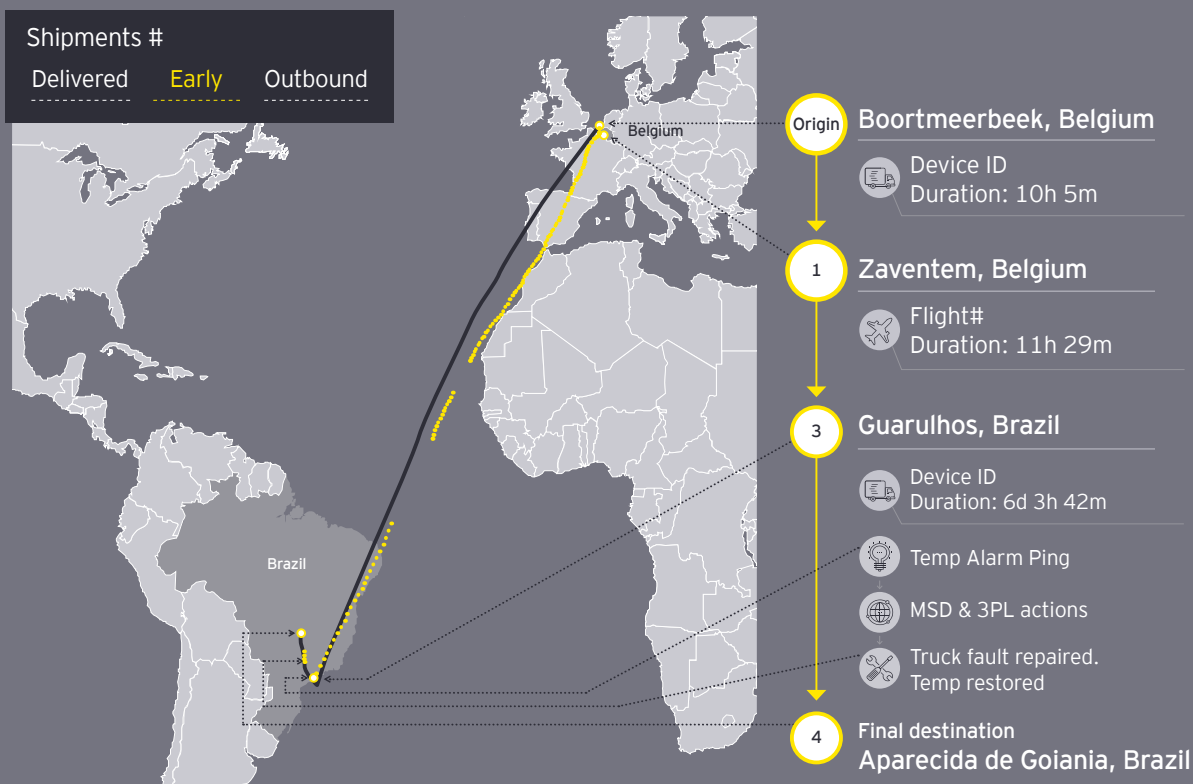 Shipments #
Delivered Early Outbound
Belgium
Brazil
Origin
Boortmeerbeek, Belgium
Device ID
Duration: 10h 5m
1
Zaventem, Belgium
Flight#
Duration: 11h 29m
3
Guarulhos, Brazil
Device ID
Duration: 6d 3h 42m
Temp Alarm Ping
MSD & 3PL actions
Truck fault repaired.
Temp restored
4
Final destination
Aparecida de Goiania, Brazil